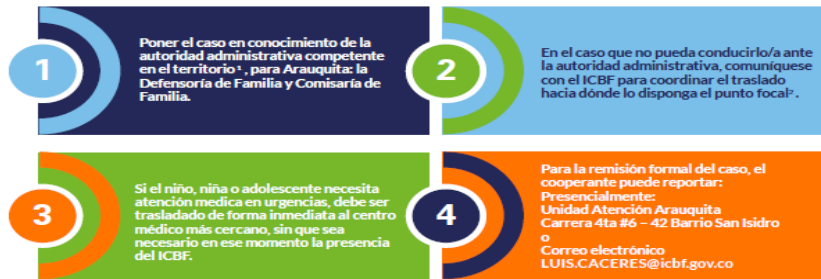 1
Poner el caso en conocimiento de la
autoridad administrativa competente
en el territorio¹ , para Arauquita: la
Defensoría de Familia y Comisaría de
Familia.
2
En el caso que no pueda conducirlo/a ante
la autoridad administrativa, comuníquese
con el ICBF para coordinar el traslado
hacia dónde lo disponga el punto focal² .
3
Si el niño, niña o adolescente necesita
atención medica en urgencias, debe ser
trasladado de forma inmediata al centro
médico más cercano, sin que sea
necesario en ese momento la presencia
del ICBF.
4
Para la remisión formal del caso, el
cooperante puede reportar:
Presencialmente:
Unidad Atención Arauquita
Carrera 4ta #6 – 42 Barrio San Isidro
o
Correo electrónico
LUIS.CACERES@icbf.gov.co